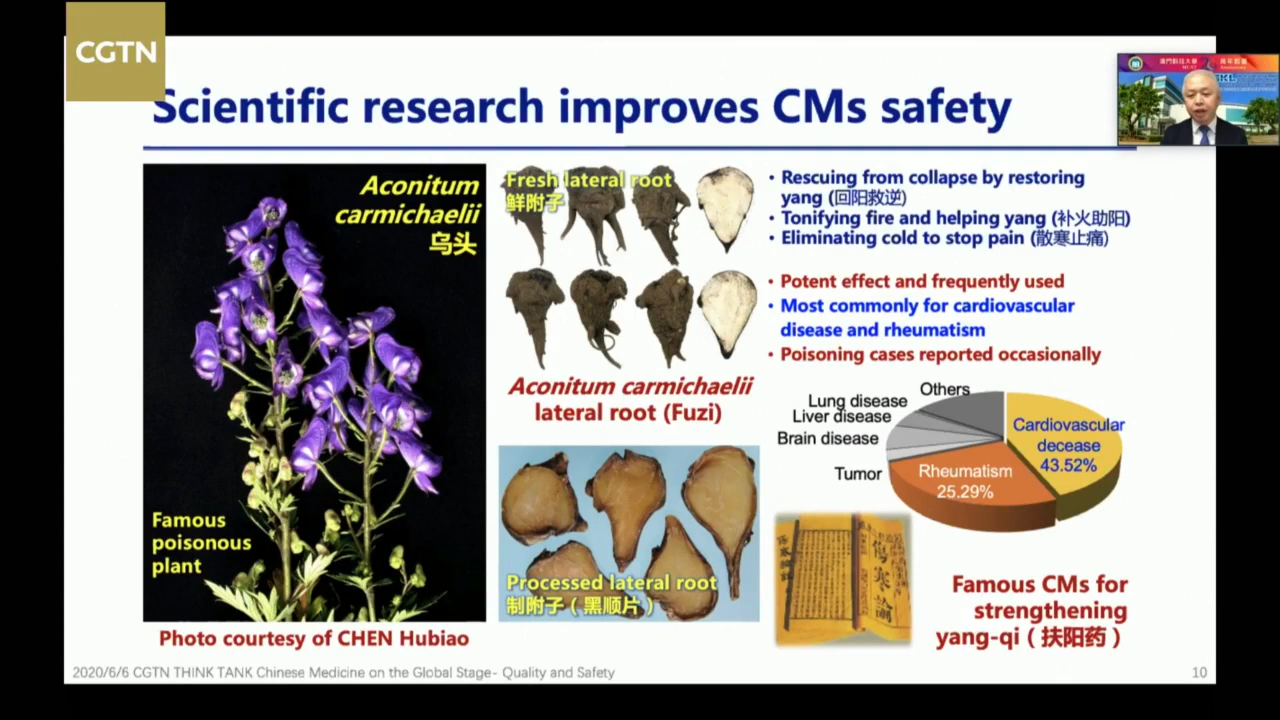 CGTN
Scientific research improves CMs safety
Aconitum
carmichaelii
乌头
Famous
poisonous
plant
Photo courtesy of CHEN Hubiao
Fresh lateral root
鲜附子
Aconitum carmichaelii
lateral root (Fuzi)
Processed lateral root
制附子（黑顺片）
• Rescuing from collapse by restoring
yang (回阳救逆)
• Tonifying fire and helping yang (补火助阳)
• Eliminating cold to stop pain (散寒止痛)
• Potent effect and frequently used
• Most commonly for cardiovascular
disease and rheumatism
• Poisoning cases reported occasionally
Others
Lung disease
Liver disease
Brain disease
Tumor
Cardiovascular
decease
43.52%
Rheumatism
25.29%
傷寒論
Famous CMs for
strengthening
yang-qi（扶阳药）
2020/6/6 CGTN THINK TANK Chinese Medicine on the Global Stage- Quality and Safety
10